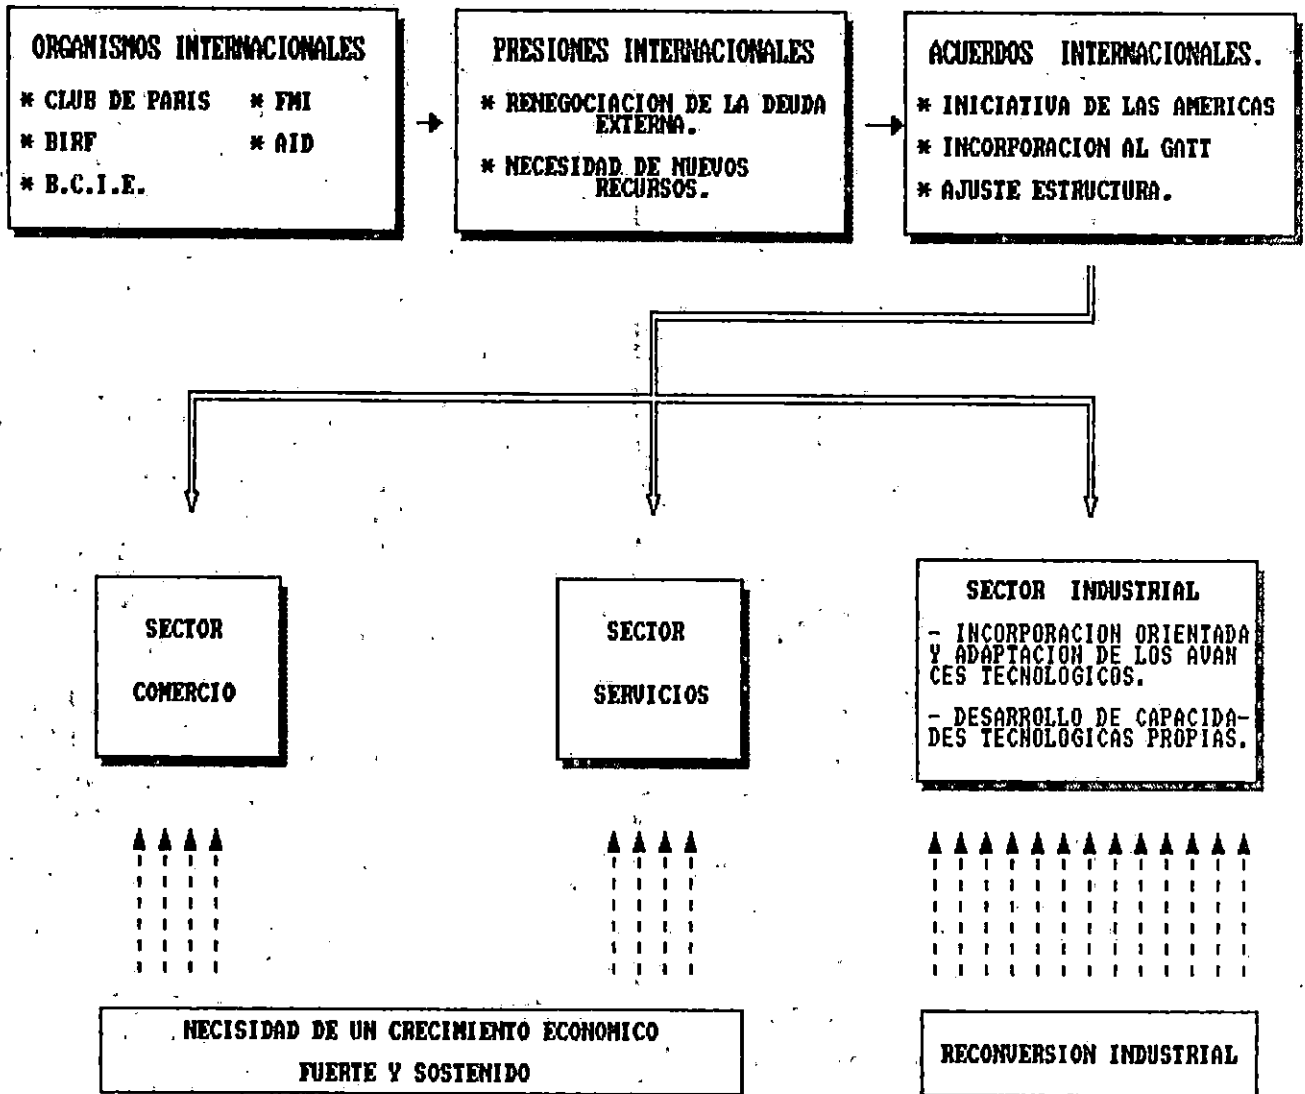 ORGANISMOS INTERNACIONALES
* CLUB DE PARIS * FMI
* BIRF * AID
* B.C.I.E.
PRESIONES INTERNACIONALES
* RENEGOCIACION DE LA DEUDA
EXTERNA.
* NECESIDAD DE NUEVOS
RECURSOS.
ACUERDOS INTERNACIONALES.
* INICIATIVA DE LAS AMERICAS
* INCORPORACION AL GATT
* AJUSTE ESTRUCTURA.
SECTOR
COMERCIO
SECTOR
SERVICIOS
SECTOR INDUSTRIAL
- INCORPORACION ORIENTADA
Y ADAPTACION DE LOS AVAN
CES TECNOLOGICOS.
- DESARROLLO DE CAPACIDA-
DES TECNOLOGICAS PROPIAS.
NECISIDAD DE UN CRECIMIENTO ECONOMICO
FUERTE Y SOSTENIDO
RECONVERSION INDUSTRIAL